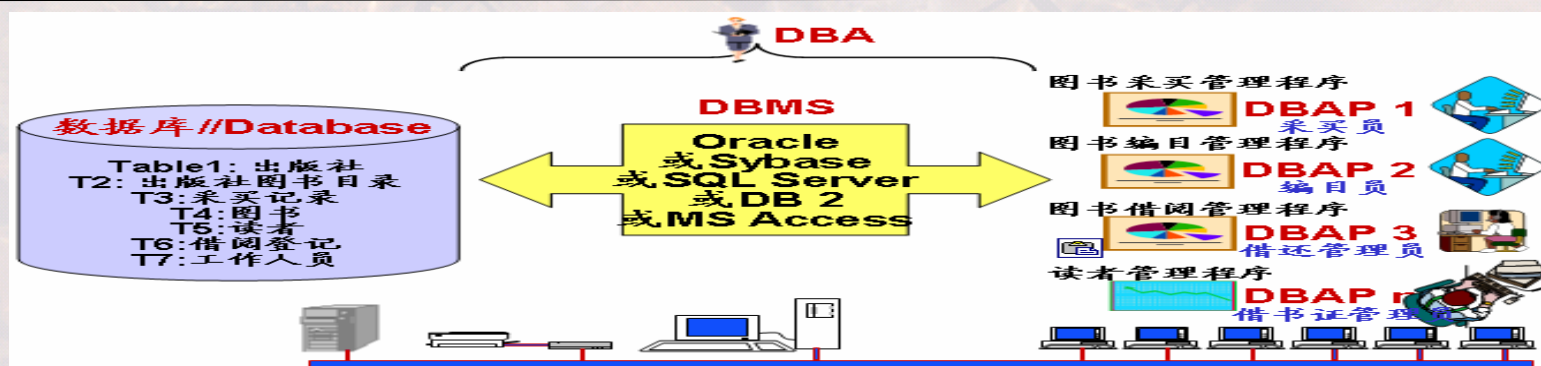 DBA
数据库//Database
Table1: 出版社
T2: 出版社图书目录
T3:采买记录
T4:图书
T5:读者
T6:借阅登记
T7:工作人员
DBMS
Oracle
或Sybase
或SQL Server
或DB 2
或MS Access
图书采买管理程序
DBAP 1
采买员
图书编目管理程序
DBAP 2
编目员
图书借阅管理程序
DBAP 3
借还管理员
读者管理程序
DBAP n
借书证管理员